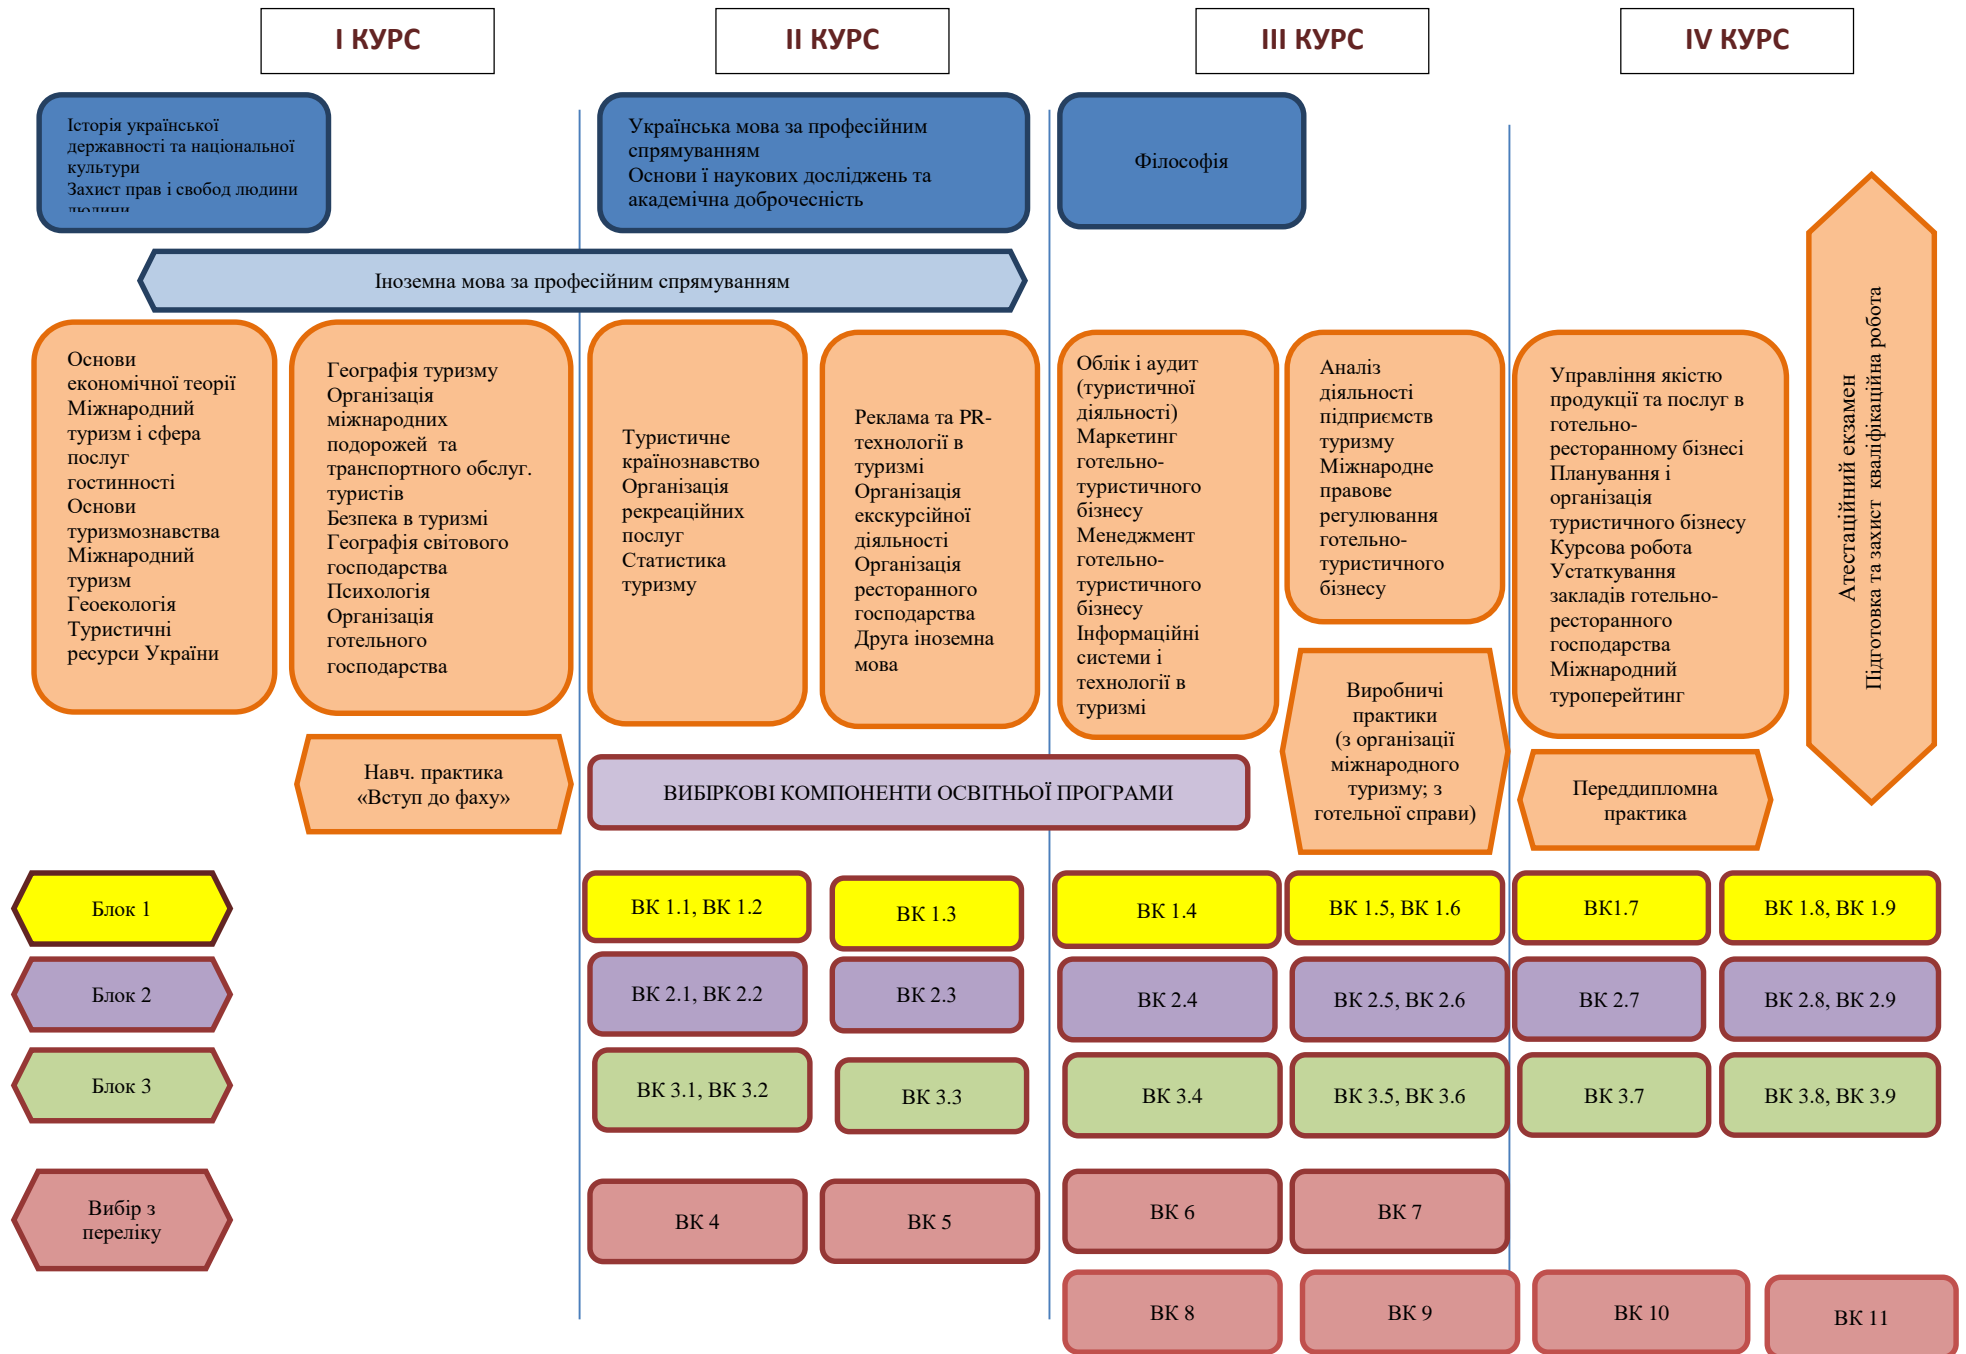 І КУРС
ІІ КУРС
ІІІ КУРС
IV КУРС
Історія української
державності та національної
культури
Захист прав і свобод людини
людини
Українська мова за професійним
спрямуванням
Основи ї наукових досліджень та
академічна доброчесність
Філософія
Іноземна мова за професійним спрямуванням
Основи
економічної теорії
Міжнародний
туризм і сфера
послуг
гостинності
Основи
туризмознавства
Міжнародний
туризм
Геоекологія
Туристичні
ресурси України
Географія туризму
Організація
міжнародних
подорожей та
транспортного обслуг.
туристів
Безпека в туризмі
Географія світового
господарства
Психологія
Організація
готельного
господарства
Туристичне
країнознавство
Організація
рекреаційних
послуг
Статистика
туризму
Реклама та PR-
технології в
туризмі
Організація
екскурсійної
діяльності
Організація
ресторанного
господарства
Друга іноземна
мова
Облік і аудит
(туристичної
діяльності)
Маркетинг
готельно-
туристичного
бізнесу
Менеджмент
готельно-
туристичного
бізнесу
Інформаційні
системи і
технології в
туризмі
Аналіз
діяльності
підприємств
туризму
Міжнародне
правове
регулювання
готельно-
туристичного
бізнесу
Управління якістю
продукції та послуг в
готельно-
ресторанному бізнесі
Планування і
організація
туристичного бізнесу
Курсова робота
Устаткування
закладів готельно-
ресторанного
господарства
Міжнародний
туроперейтинг
Атестаційний екзамен
Підготовка та захист кваліфікаційна робота
Навч. практика
«Вступ до фаху»
ВИБІРКОВІ КОМПОНЕНТИ ОСВІТНЬОЇ ПРОГРАМИ
Виробничі
практики
(з організації
міжнародного
туризму; з
готельної справи)
Переддипломна
практика
Блок 1
ВК 1.1, ВК 1.2
ВК 1.3
ВК 1.4
ВК 1.5, ВК 1.6
ВК1.7
ВК 1.8, ВК 1.9
Блок 2
ВК 2.1, ВК 2.2
ВК 2.3
ВК 2.4
ВК 2.5, ВК 2.6
ВК 2.7
ВК 2.8, ВК 2.9
Блок 3
ВК 3.1, ВК 3.2
ВК 3.3
ВК 3.4
ВК 3.5, ВК 3.6
ВК 3.7
ВК 3.8, ВК 3.9
Вибір з
переліку
ВК 4
ВК 5
ВК 6
ВК 7
ВК 8
ВК 9
ВК 10
ВК 11